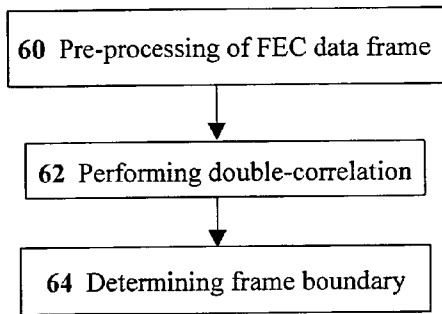 60 Pre-processing of FEC data frame
62 Performing double-correlation
64 Determining frame boundary